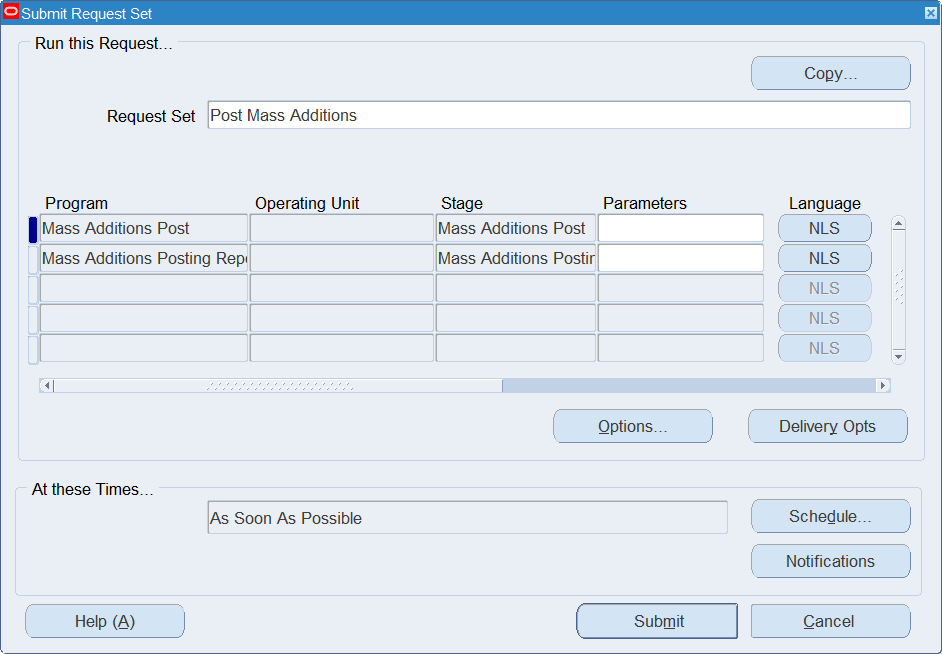 Submit Request Set
Run this Request...
Copy...
Request Set Post Mass Additions
Program Operating Unit Stage Parameters Language
Mass Additions Post Mass Additions Post NLS
Mass Additions Posting Repo Mass Additions Postin NLS
NLS
NLS
NLS
Options... Delivery Opts
At these Times...
As Soon As Possible Schedule...
Notifications
Help (A) Submit Cancel